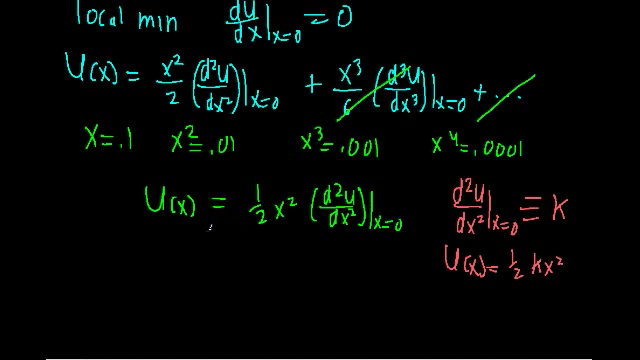 local min dU/dx|x=0 = 0
U(x) = x²/2 (d²U/dx²)|x=0 + x³/6 (d³U/dx³)|x=0 + ...
x=.1 x²=.01 x³=.001 x⁴=.0001
U(x) = 1/2 x² (d²U/dx²)|x=0
d²U/dx²|x=0 ≡ K
U(x) = 1/2 kx²